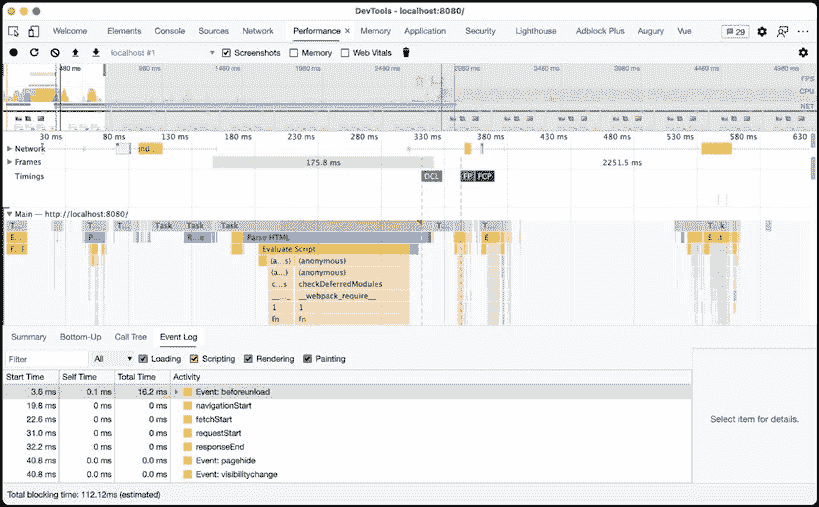 DevTools - localhost:8080/
Welcome Elements Console Sources Network Performance × Memory Application Security Lighthouse Adblock Plus Augury Vue 29
localhost #1 Screenshots Memory Web Vitals
480 ms 980 ms 1480 ms 1980 ms 2480 ms 2980 ms 3480 ms 3980 ms 4480 ms 4980 ms
FPS
CPU
NET
30 ms 80 ms 130 ms 180 ms 230 ms 280 ms 330 ms 380 ms 430 ms 480 ms 530 ms 580 ms 630
Network
Frames 175.8 ms 2251.5 ms
Timings DCL FP FCP
Main — http://localhost:8080/
T... T... T... Task Task Task T... T...k
E... P... R...e Parse HTML E E...t
F... Evaluate Script
(a...s) (anonymous)
(a...) (anonymous)
c...s checkDeferredModules
__..._ __webpack_require__
1 1
fn fn
Summary Bottom-Up Call Tree Event Log
Filter All Loading Scripting Rendering Painting
Start Time Self Time Total Time Activity
3.6 ms 0.1 ms 16.2 ms Event: beforeunload
19.8 ms 0 ms 0 ms navigationStart
22.6 ms 0 ms 0 ms fetchStart
31.0 ms 0 ms 0 ms requestStart
32.2 ms 0 ms 0 ms responseEnd
40.8 ms 0.0 ms 0.0 ms Event: pagehide
40.8 ms 0.0 ms 0.0 ms Event: visibilitychange
Select item for details.
Total blocking time: 112.12ms (estimated)